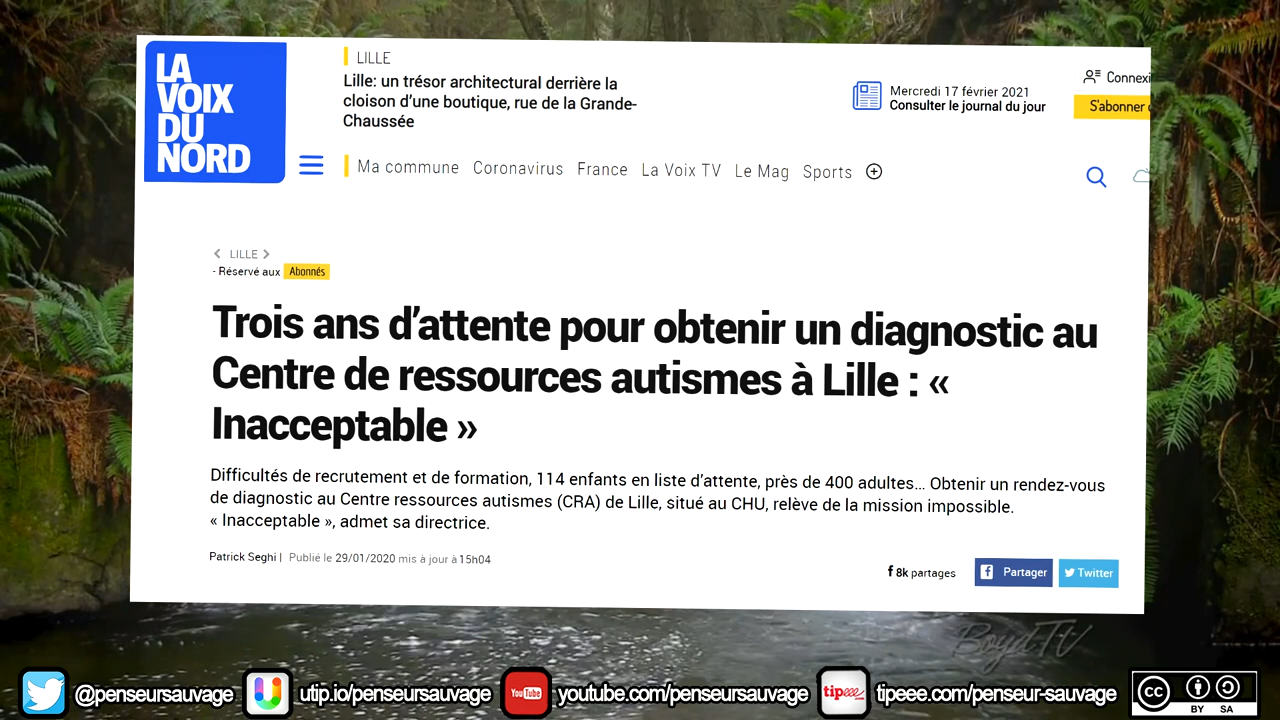 LA
VOIX
DU
NORD
LILLE
Lille: un trésor architectural derrière la
cloison d'une boutique, rue de la Grande-
Chaussée
Mercredi 17 février 2021
Consulter le journal du jour
Connexi
S'abonner
Ma commune Coronavirus France La Voix TV Le Mag Sports
LILLE
- Réservé aux Abonnés
Trois ans d'attente pour obtenir un diagnostic au
Centre de ressources autismes à Lille : «
Inacceptable »
Difficultés de recrutement et de formation, 114 enfants en liste d'attente, près de 400 adultes... Obtenir un rendez-vous
de diagnostic au Centre ressources autismes (CRA) de Lille, situé au CHU, relève de la mission impossible.
« Inacceptable », admet sa directrice.
Patrick Seghi | Publié le 29/01/2020 mis à jour à 15h04
8k partages
Partager
Twitter
BoydTV
@penseursauvage
utip.io/penseursauvage
YouTube
youtube.com/penseursauvage
tipeee
tipeee.com/penseur-sauvage
cc
BY SA